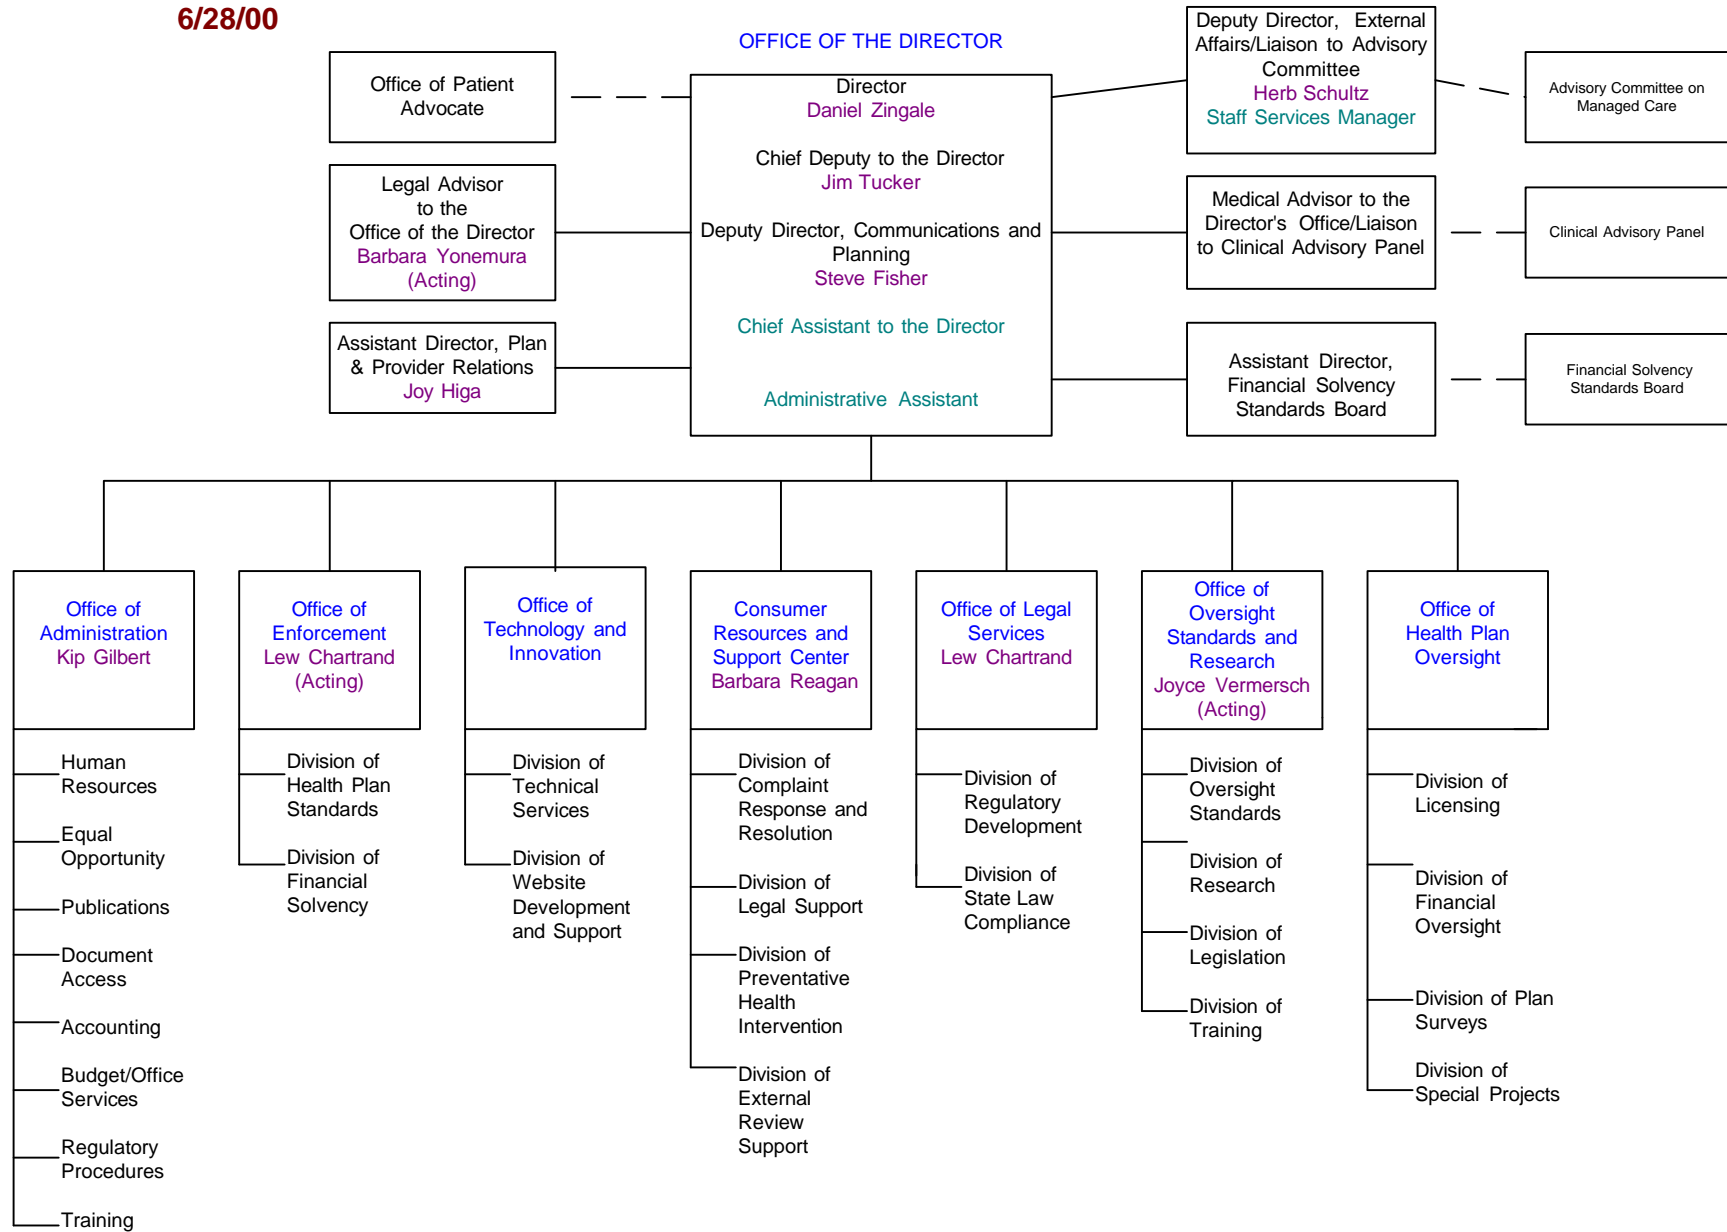 6/28/00
OFFICE OF THE DIRECTOR
Office of Patient
Advocate
Legal Advisor
to the
Office of the Director
Barbara Yonemura
(Acting)
Assistant Director, Plan
& Provider Relations
Joy Higa
Director
Daniel Zingale
Chief Deputy to the Director
Jim Tucker
Deputy Director, Communications and
Planning
Steve Fisher
Chief Assistant to the Director
Administrative Assistant
Deputy Director, External
Affairs/Liaison to Advisory
Committee
Herb Schultz
Staff Services Manager
Medical Advisor to the
Director's Office/Liaison
to Clinical Advisory Panel
Assistant Director,
Financial Solvency
Standards Board
Advisory Committee on
Managed Care
Clinical Advisory Panel
Financial Solvency
Standards Board
Office of
Administration
Kip Gilbert
Human
Resources
Equal
Opportunity
Publications
Document
Access
Accounting
Budget/Office
Services
Regulatory
Procedures
Training
Office of
Enforcement
Lew Chartrand
(Acting)
Division of
Health Plan
Standards
Division of
Financial
Solvency
Office of
Technology and
Innovation
Division of
Technical
Services
Division of
Website
Development
and Support
Consumer
Resources and
Support Center
Barbara Reagan
Division of
Complaint
Response and
Resolution
Division of
Legal Support
Division of
Preventative
Health
Intervention
Division of
External
Review
Support
Office of Legal
Services
Lew Chartrand
Division of
Regulatory
Development
Division of
State Law
Compliance
Office of
Oversight
Standards and
Research
Joyce Vermersch
(Acting)
Division of
Oversight
Standards
Division of
Research
Division of
Legislation
Division of
Training
Office of
Health Plan
Oversight
Division of
Licensing
Division of
Financial
Oversight
Division of Plan
Surveys
Division of
Special Projects